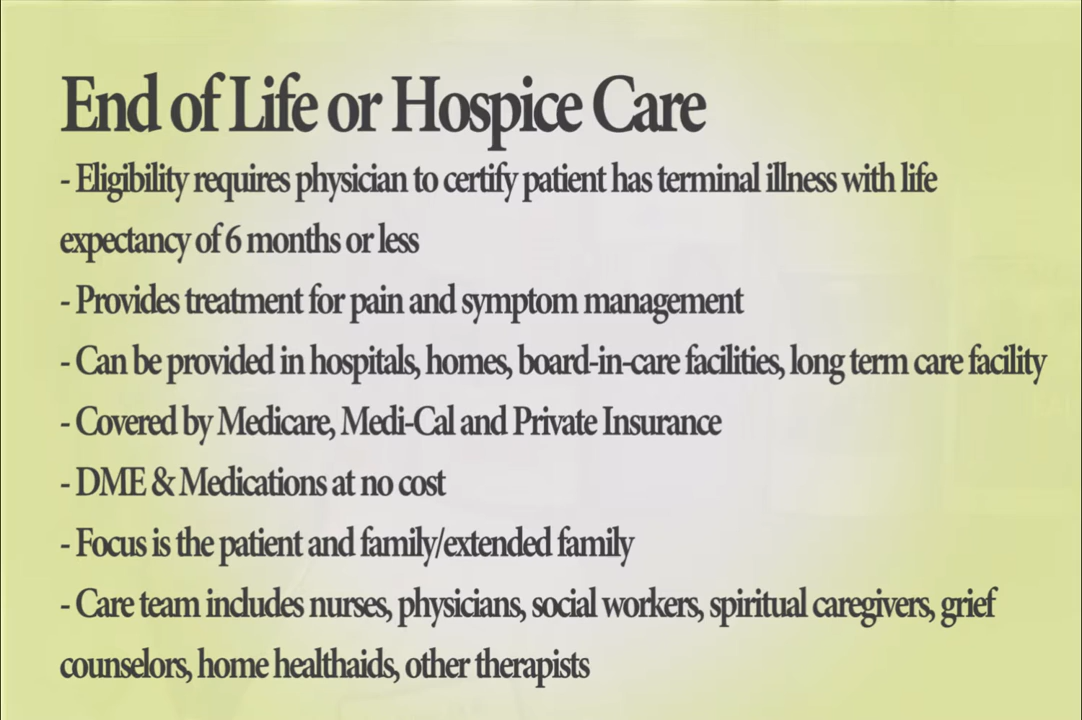 End of Life or Hospice Care
- Eligibility requires physician to certify patient has terminal illness with life
expectancy of 6 months or less
- Provides treatment for pain and symptom management
- Can be provided in hospitals, homes, board-in-care facilities, long term care facility
- Covered by Medicare, Medi-Cal and Private Insurance
- DME & Medications at no cost
- Focus is the patient and family/extended family
- Care team includes nurses, physicians, social workers, spiritual caregivers, grief
counselors, home healthaids, other therapists